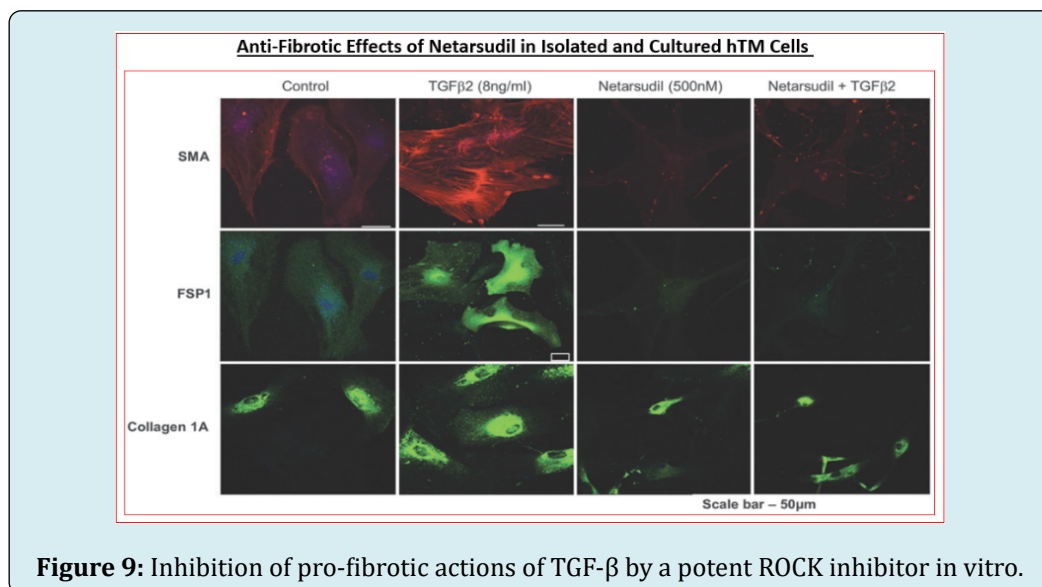 Anti-Fibrotic Effects of Netarsudil in Isolated and Cultured hTM Cells
Control TGFβ2 (8ng/ml) Netarsudil (500nM) Netarsudil + TGFβ2
SMA
FSP1
Collagen 1A
Scale bar – 50μm
Figure 9: Inhibition of pro-fibrotic actions of TGF-β by a potent ROCK inhibitor in vitro.